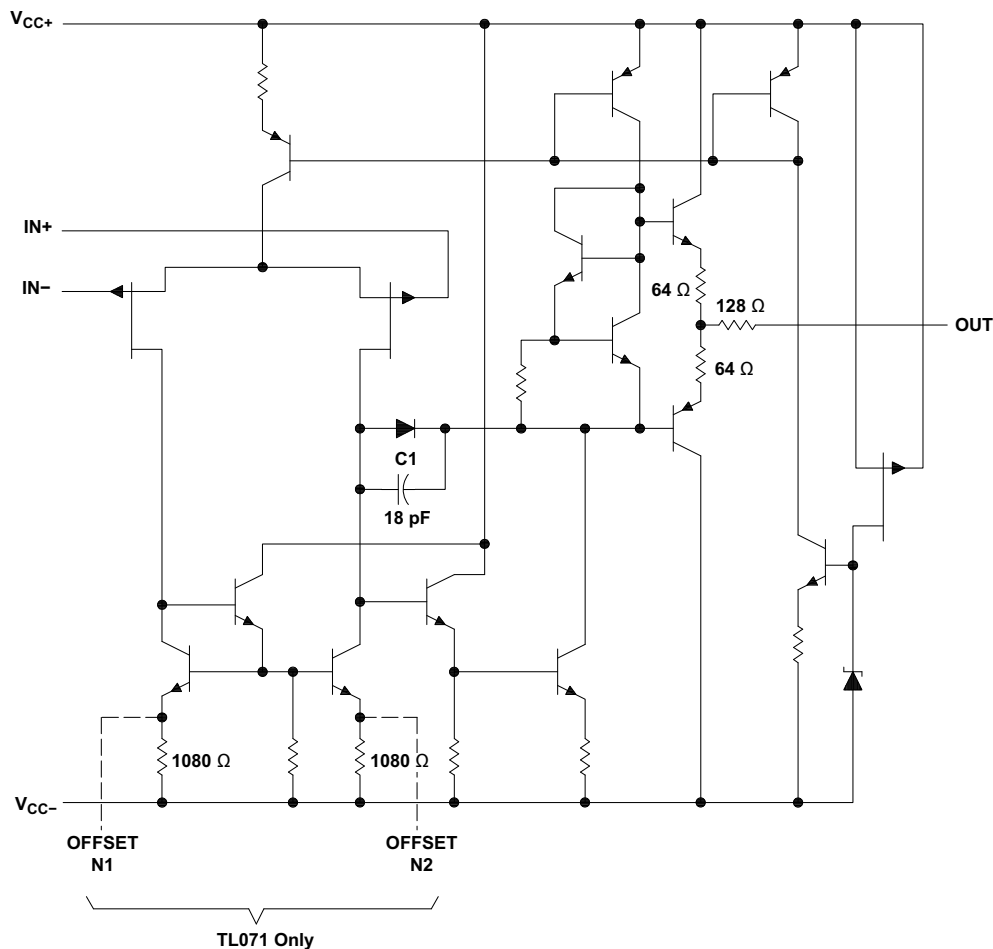 VCC+
IN+
IN−
64 Ω
128 Ω
OUT
64 Ω
C1
18 pF
1080 Ω
1080 Ω
VCC−
OFFSET
N1
OFFSET
N2
TL071 Only